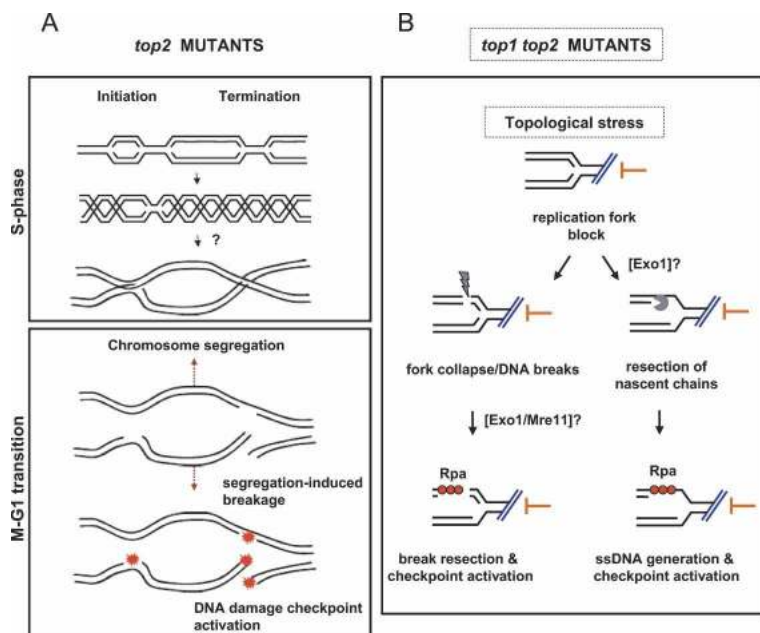 A
top2 MUTANTS
S-phase
Initiation
Termination
?
M-G1 transition
Chromosome segregation
segregation-induced
breakage
DNA damage checkpoint
activation
B
top1 top2 MUTANTS
Topological stress
replication fork
block
[Exo1]?
fork collapse/DNA breaks
resection of
nascent chains
[Exo1/Mre11]?
Rpa
Rpa
break resection &
checkpoint activation
ssDNA generation &
checkpoint activation